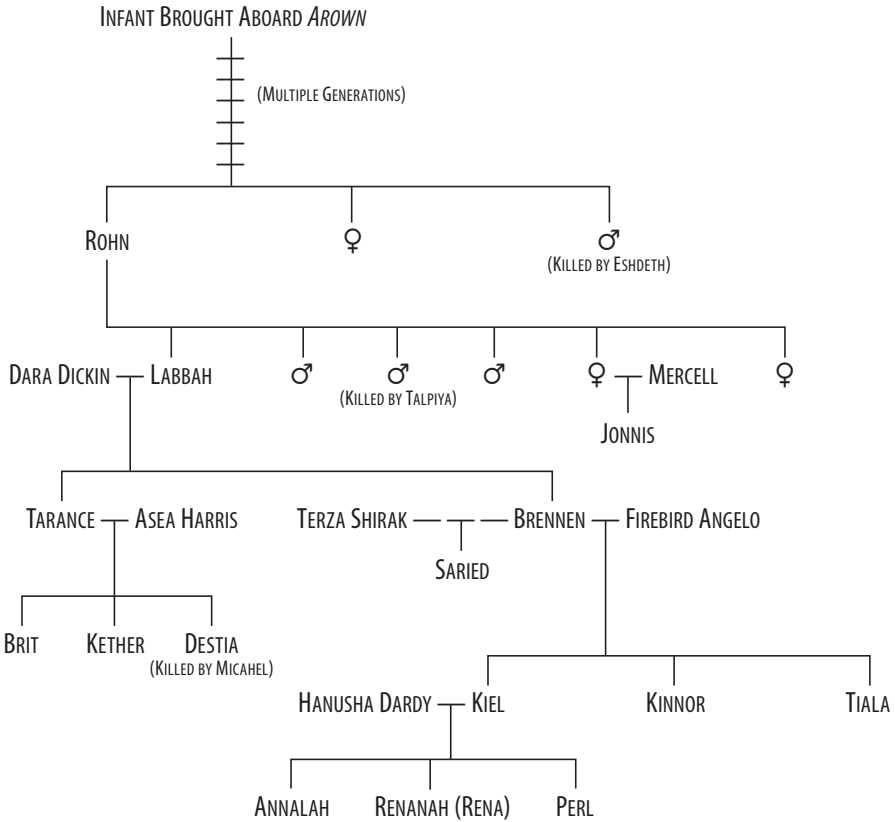 Infant Brought Aboard Arown
(Multiple Generations)
Rohn ♀ ♂
(Killed by Eshdeth)
Dara Dickin Labbah ♂ ♂ ♂ ♀ Mercell ♀
(Killed by Talpiya)
Jonnis
Tarance Asea Harris Terza Shirak Brennen Firebird Angelo
Saried
Brit Kether Destia
(Killed by Micahel)
Hanusha Dardy Kiel Kinnor Tiala
Annalah Renanah (Rena) Perl